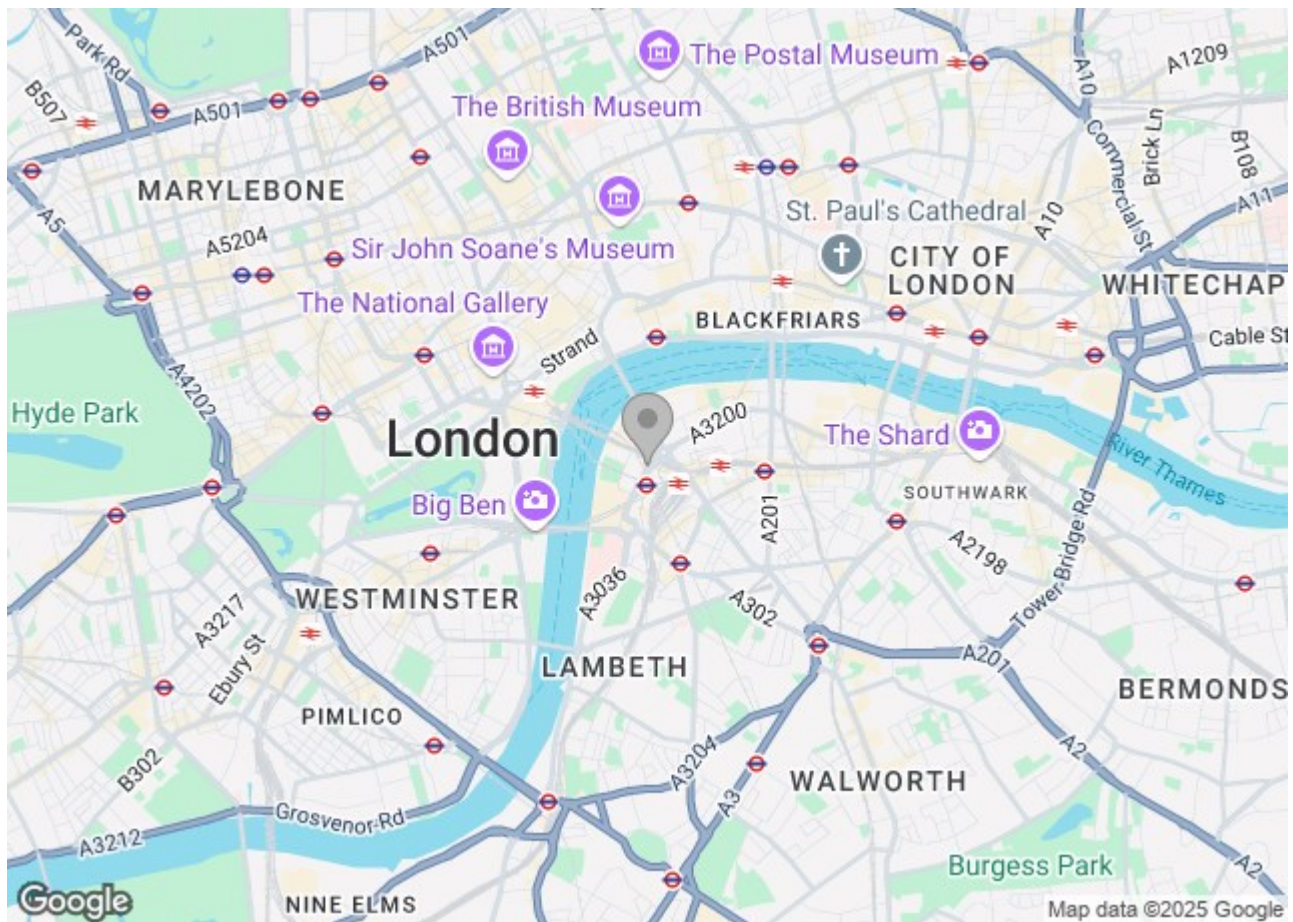 Park Rd
A501
The Postal Museum
A10
A1209
B507
A501
The British Museum
Commercial St
Brick Ln
B108
MARYLEBONE
A5
St. Paul's Cathedral
A10
A11
A5204
Sir John Soane's Museum
CITY OF
LONDON
WHITECHAP
The National Gallery
BLACKFRIARS
Strand
Cable St
A4202
Hyde Park
London
A3200
The Shard
River Thames
Big Ben
A201
SOUTHWARK
A2198
Tower Bridge Rd
A3036
WESTMINSTER
A302
A3217
Ebury St
LAMBETH
A201
BERMONDS
PIMLICO
A2
B302
A3204
WALWORTH
A3
Grosvenor Rd
A3212
Burgess Park
A2
Google
NINE ELMS
Map data ©2025 Google